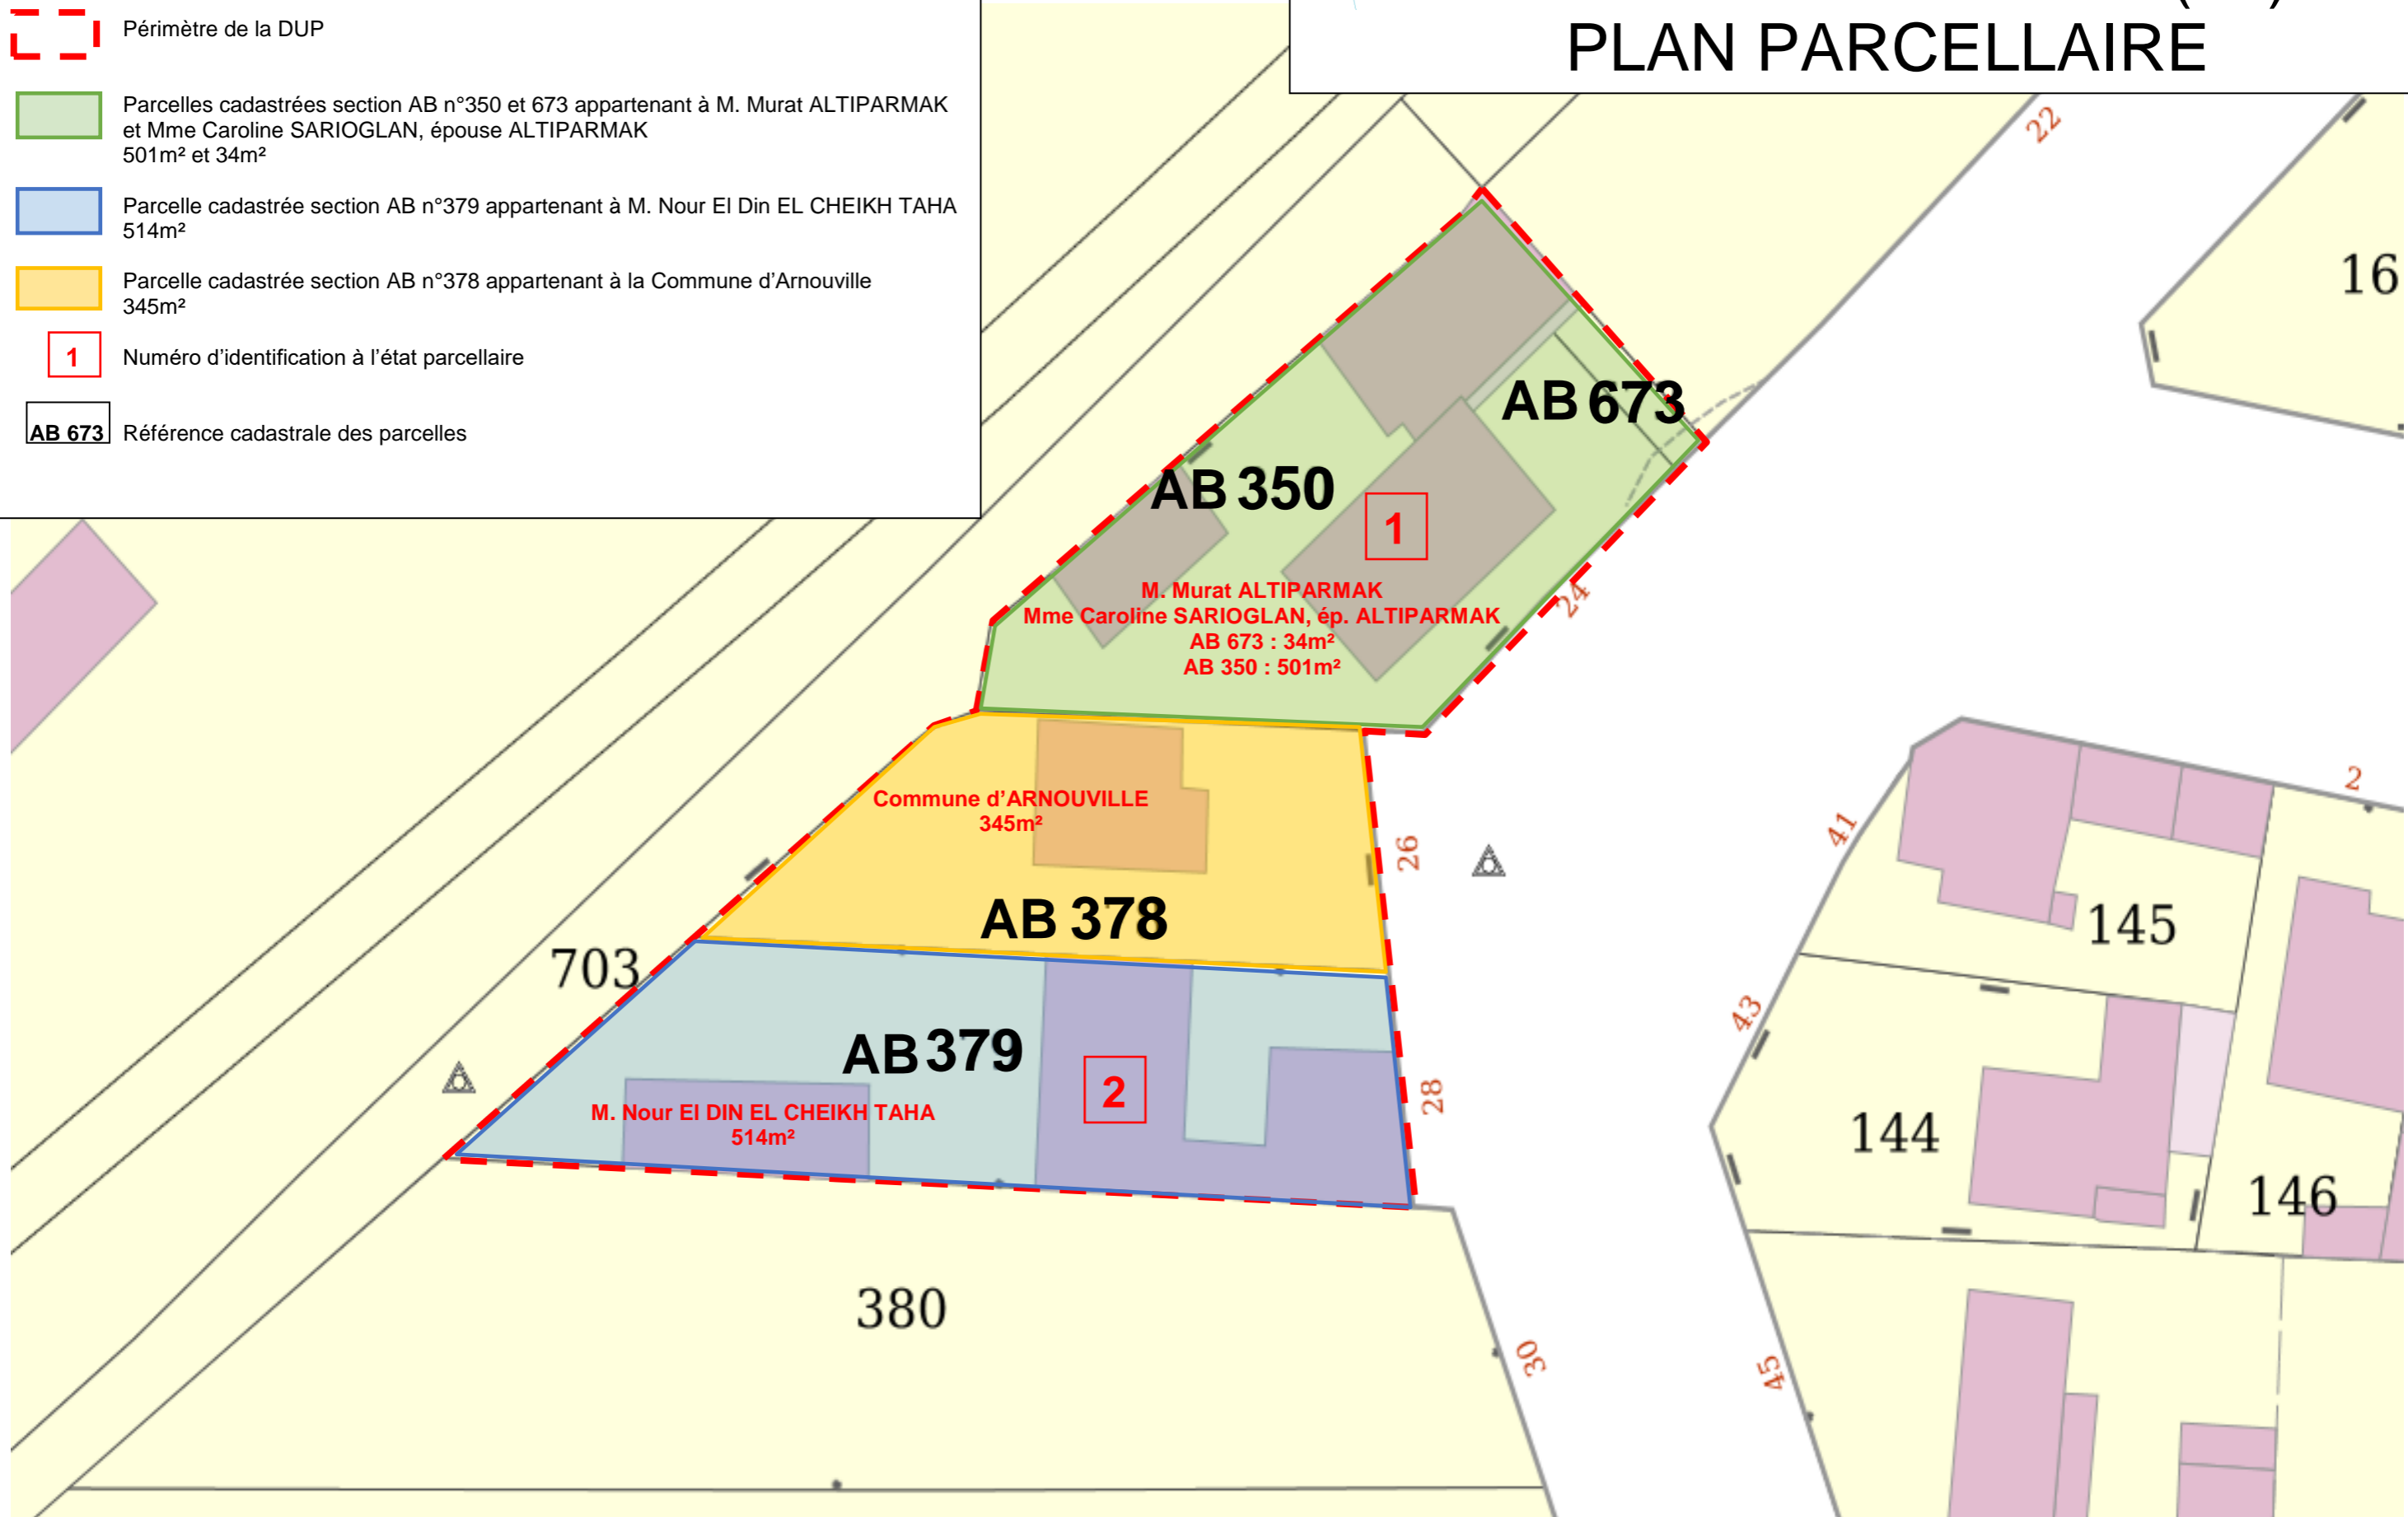 PLAN PARCELLAIRE
Périmètre de la DUP
Parcelles cadastrées section AB n°350 et 673 appartenant à M. Murat ALTIPARMAK
et Mme Caroline SARIOGLAN, épouse ALTIPARMAK
501m² et 34m²
Parcelle cadastrée section AB n°379 appartenant à M. Nour El Din EL CHEIKH TAHA
514m²
Parcelle cadastrée section AB n°378 appartenant à la Commune d’Arnouville
345m²
1
Numéro d’identification à l’état parcellaire
AB 673
Référence cadastrale des parcelles
22
16
AB 673
AB 350
1
M. Murat ALTIPARMAK
Mme Caroline SARIOGLAN, ép. ALTIPARMAK
AB 673 : 34m²
AB 350 : 501m²
24
Commune d’ARNOUVILLE
345m²
26
AB 378
703
AB 379
2
M. Nour El DIN EL CHEIKH TAHA
514m²
28
380
30
2
41
145
43
144
146
45